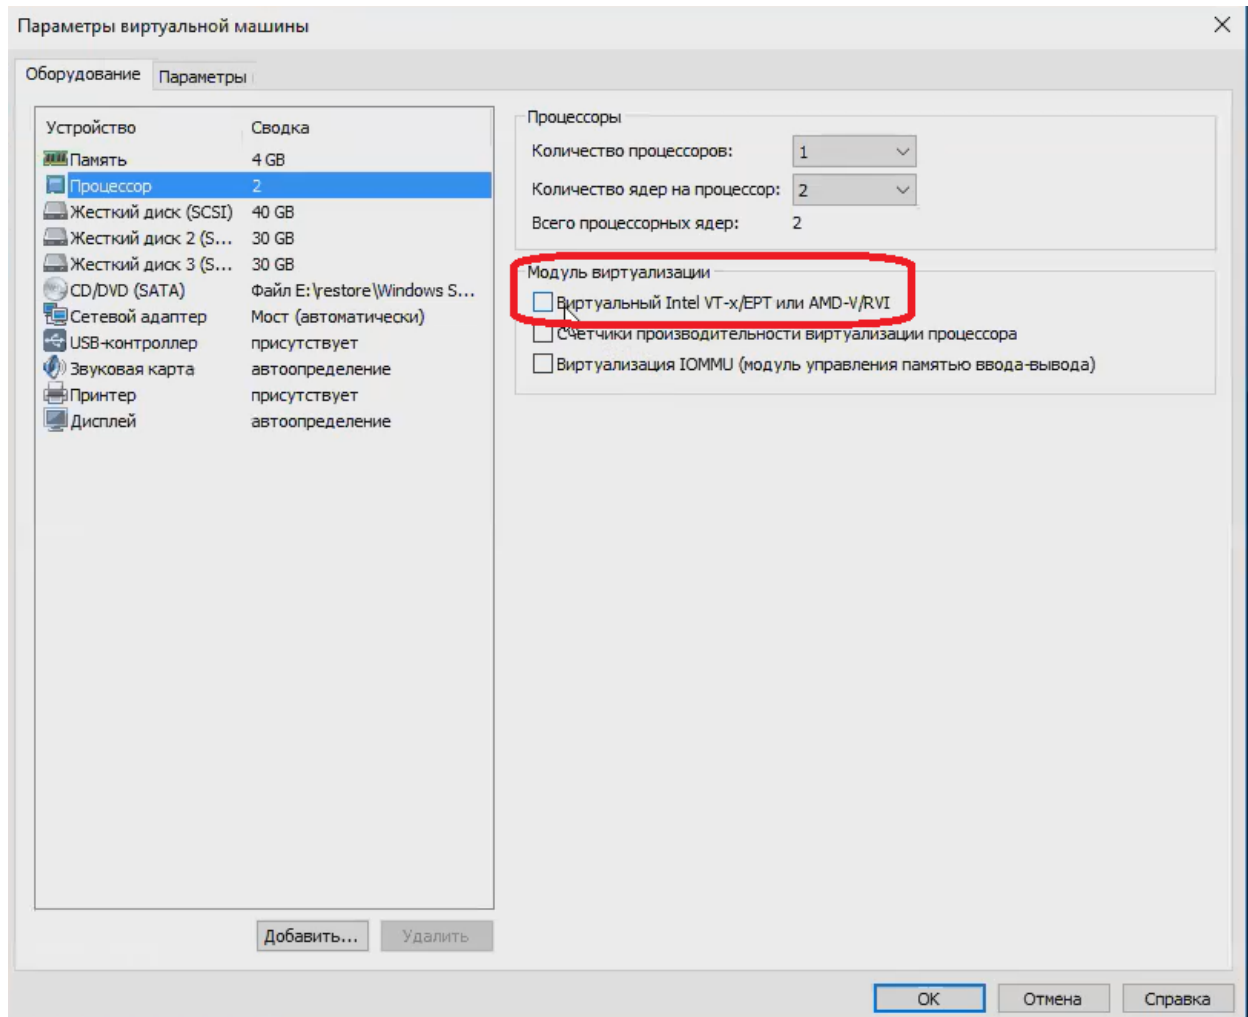 Параметры виртуальной машины
Оборудование Параметры
Устройство Сводка
Память 4 GB
Процессор 2
Жесткий диск (SCSI) 40 GB
Жесткий диск 2 (S... 30 GB
Жесткий диск 3 (S... 30 GB
CD/DVD (SATA) Файл E:\restore\Windows S...
Сетевой адаптер Мост (автоматически)
USB-контроллер присутствует
Звуковая карта автоопределение
Принтер присутствует
Дисплей автоопределение
Добавить... Удалить
Процессоры
Количество процессоров: 1
Количество ядер на процессор: 2
Всего процессорных ядер: 2
Модуль виртуализации
Виртуальный Intel VT-x/EPT или AMD-V/RVI
Счетчики производительности виртуализации процессора
Виртуализация IOMMU (модуль управления памятью ввода-вывода)
OK Отмена Справка